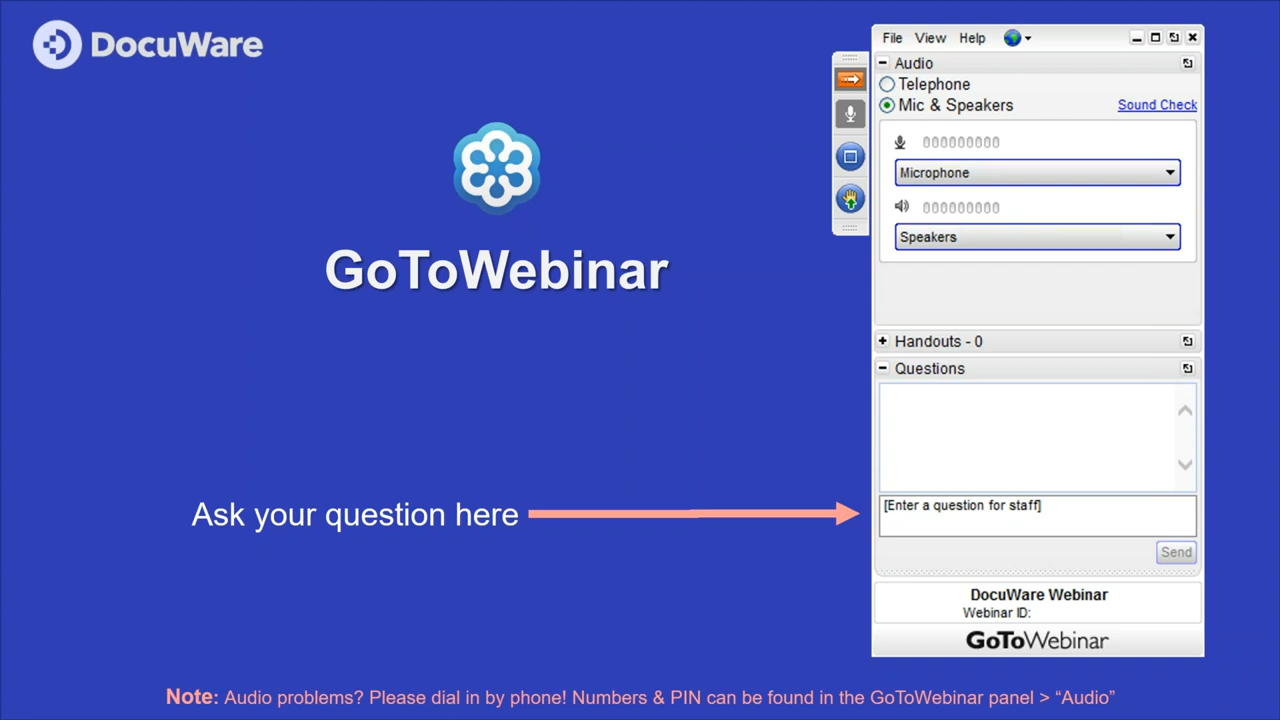 DocuWare
GoToWebinar
Ask your question here
File View Help
Audio
Telephone
Mic & Speakers Sound Check
000000000
Microphone
000000000
Speakers
Handouts - 0
Questions
[Enter a question for staff]
Send
DocuWare Webinar
Webinar ID:
GoToWebinar
Note: Audio problems? Please dial in by phone! Numbers & PIN can be found in the GoToWebinar panel > “Audio”